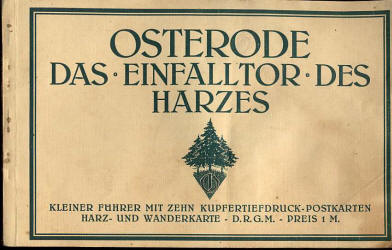 OSTERODE
DAS·EINFALLTOR·DES
HARZES
KLEINER FÜHRER MIT ZEHN KUPFERTIEFDRUCK-POSTKARTEN
HARZ- UND WANDERKARTE - D.R.G.M. - PREIS 1 M.